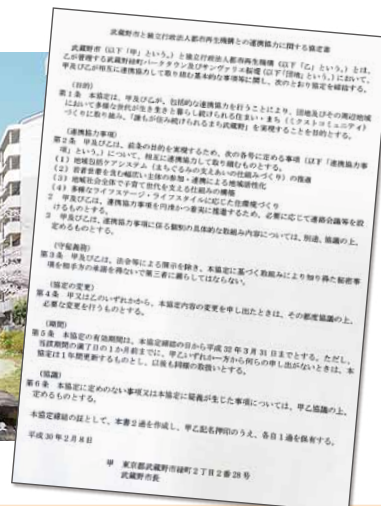 武蔵野市と独立行政法人都市再生機構との連携協力に関する協定書
武蔵野市（以下「甲」という。）と独立行政法人都市再生機構（以下「乙」という。）とは、
乙が管理する武蔵野緑町パークタウン及びサンヴァリエ桜堤（以下「団地」という。）において、
甲及び乙が相互に連携協力して取り組む基本的な事項等に関し、次のとおり協定を締結する。
（目的）
第１条　本協定は、甲及び乙が、包括的な連携協力を行うことにより、団地及びその周辺地域
において多様な世代が生き生きと暮らし続けられる住まい・まち（ミクストコミュニティ）
づくりに取り組み、「誰もが住み続けられるまち武蔵野」を実現することを目的とする。
（連携協力事項）
第２条　甲及び乙は、前条の目的を実現するため、次の各号に定める事項（以下「連携協力事
項」という。）について、相互に連携協力して取り組むものとする。
（１）地域包括ケアシステム（まちぐるみの支え合いの仕組みづくり）の推進
（２）若者世帯を含む幅広い主体の参加・連携による地域活性化
（３）地域社会全体で子育て世代を支える仕組みの構築
（４）多様なライフステージ・ライフスタイルに応じた住環境づくり
２　甲及び乙は、連携協力事項を円滑かつ着実に推進するため、必要に応じて連絡会議等を設
けるものとする。
３　甲及び乙は、連携協力事項に係る個別の具体的な取組み内容については、別途、協議の上、
定めるものとする。
（守秘義務）
第３条　甲及び乙は、法令等による開示を除き、本協定に基づく取組みにより知り得た秘密事
項を相手方の承諾を得ないで第三者に漏らしてはならない。
（協定の変更）
第４条　甲又は乙のいずれかから、本協定内容の変更を申し出たときは、その都度協議の上、
必要な変更を行うものとする。
（期間）
第５条　本協定の有効期間は、本協定締結の日から平成 32 年３月 31 日までとする。ただし、
当該期間の満了日の１か月前までに、甲乙いずれか一方から何らの申し出がないときは、本
協定は１年間更新するものとし、以後も同様の取扱いとする。
（協議）
第６条　本協定に定めのない事項又は本協定に疑義が生じた事項については、甲乙協議の上、
定めるものとする。
本協定締結の証として、本書２通を作成し、甲乙記名押印のうえ、各自１通を保有する。
平成 30 年２月８日
甲　東京都武蔵野市緑町２丁目２番 28 号
武蔵野市長